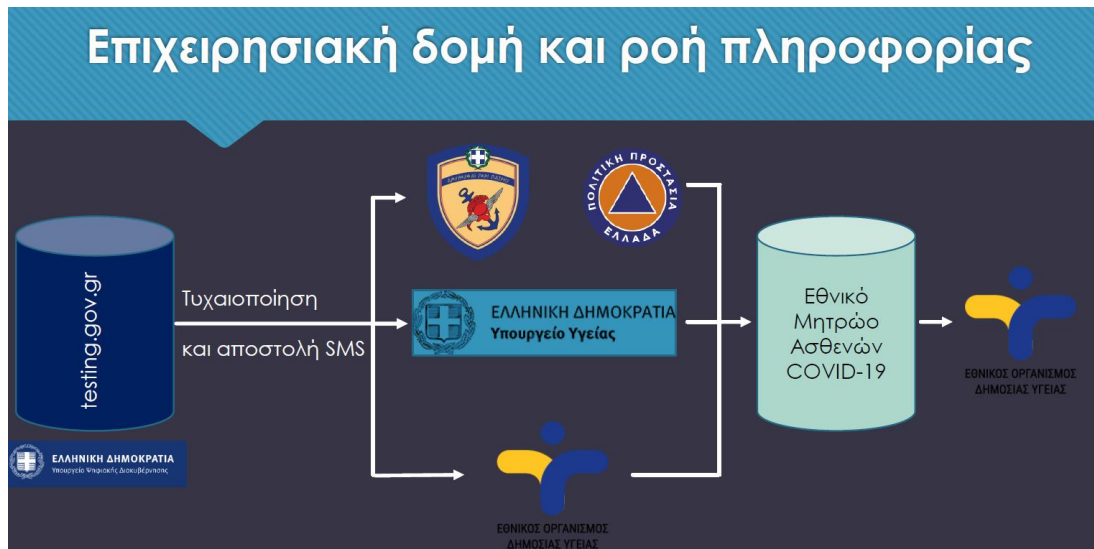 Επιχειρησιακή δομή και ροή πληροφορίας
testing.gov.gr
ΕΛΛΗΝΙΚΗ ΔΗΜΟΚΡΑΤΙΑ
Υπουργείο Ψηφιακής Διακυβέρνησης
Τυχαιοποίηση
και αποστολή SMS
ΠΟΛΙΤΙΚΗ ΠΡΟΣΤΑΣΙΑ
ΕΛΛΑΔΑ
ΕΛΛΗΝΙΚΗ ΔΗΜΟΚΡΑΤΙΑ
Υπουργείο Υγείας
ΕΘΝΙΚΟΣ ΟΡΓΑΝΙΣΜΟΣ
ΔΗΜΟΣΙΑΣ ΥΓΕΙΑΣ
Εθνικό
Μητρώο
Ασθενών
COVID-19
ΕΘΝΙΚΟΣ ΟΡΓΑΝΙΣΜΟΣ
ΔΗΜΟΣΙΑΣ ΥΓΕΙΑΣ